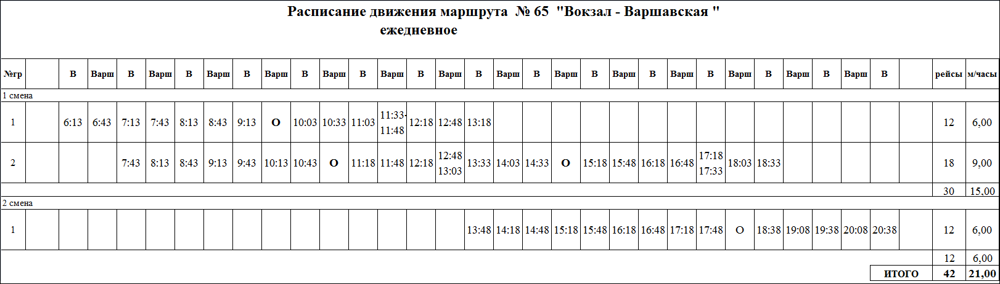 Расписание движения маршрута № 65 "Вокзал - Варшавская "
ежедневное
№гр В Варш В Варш В Варш В Варш В Варш В Варш В Варш В Варш В Варш В Варш В Варш В Варш В Варш В Варш В рейсы м/часы
1 смена
1 6:13 6:43 7:13 7:43 8:13 8:43 9:13 О 10:03 10:33 11:03 11:33- 11:48 12:18 12:48 13:18 12 6,00
2 7:43 8:13 8:43 9:13 9:43 10:13 10:43 О 11:18 11:48 12:18 12:48 13:03 13:33 14:03 14:33 О 15:18 15:48 16:18 16:48 17:18 17:33 18:03 18:33 18 9,00
30 15,00
2 смена
1 13:48 14:18 14:48 15:18 15:48 16:18 16:48 17:18 17:48 О 18:38 19:08 19:38 20:08 20:38 12 6,00
12 6,00
ИТОГО 42 21,00